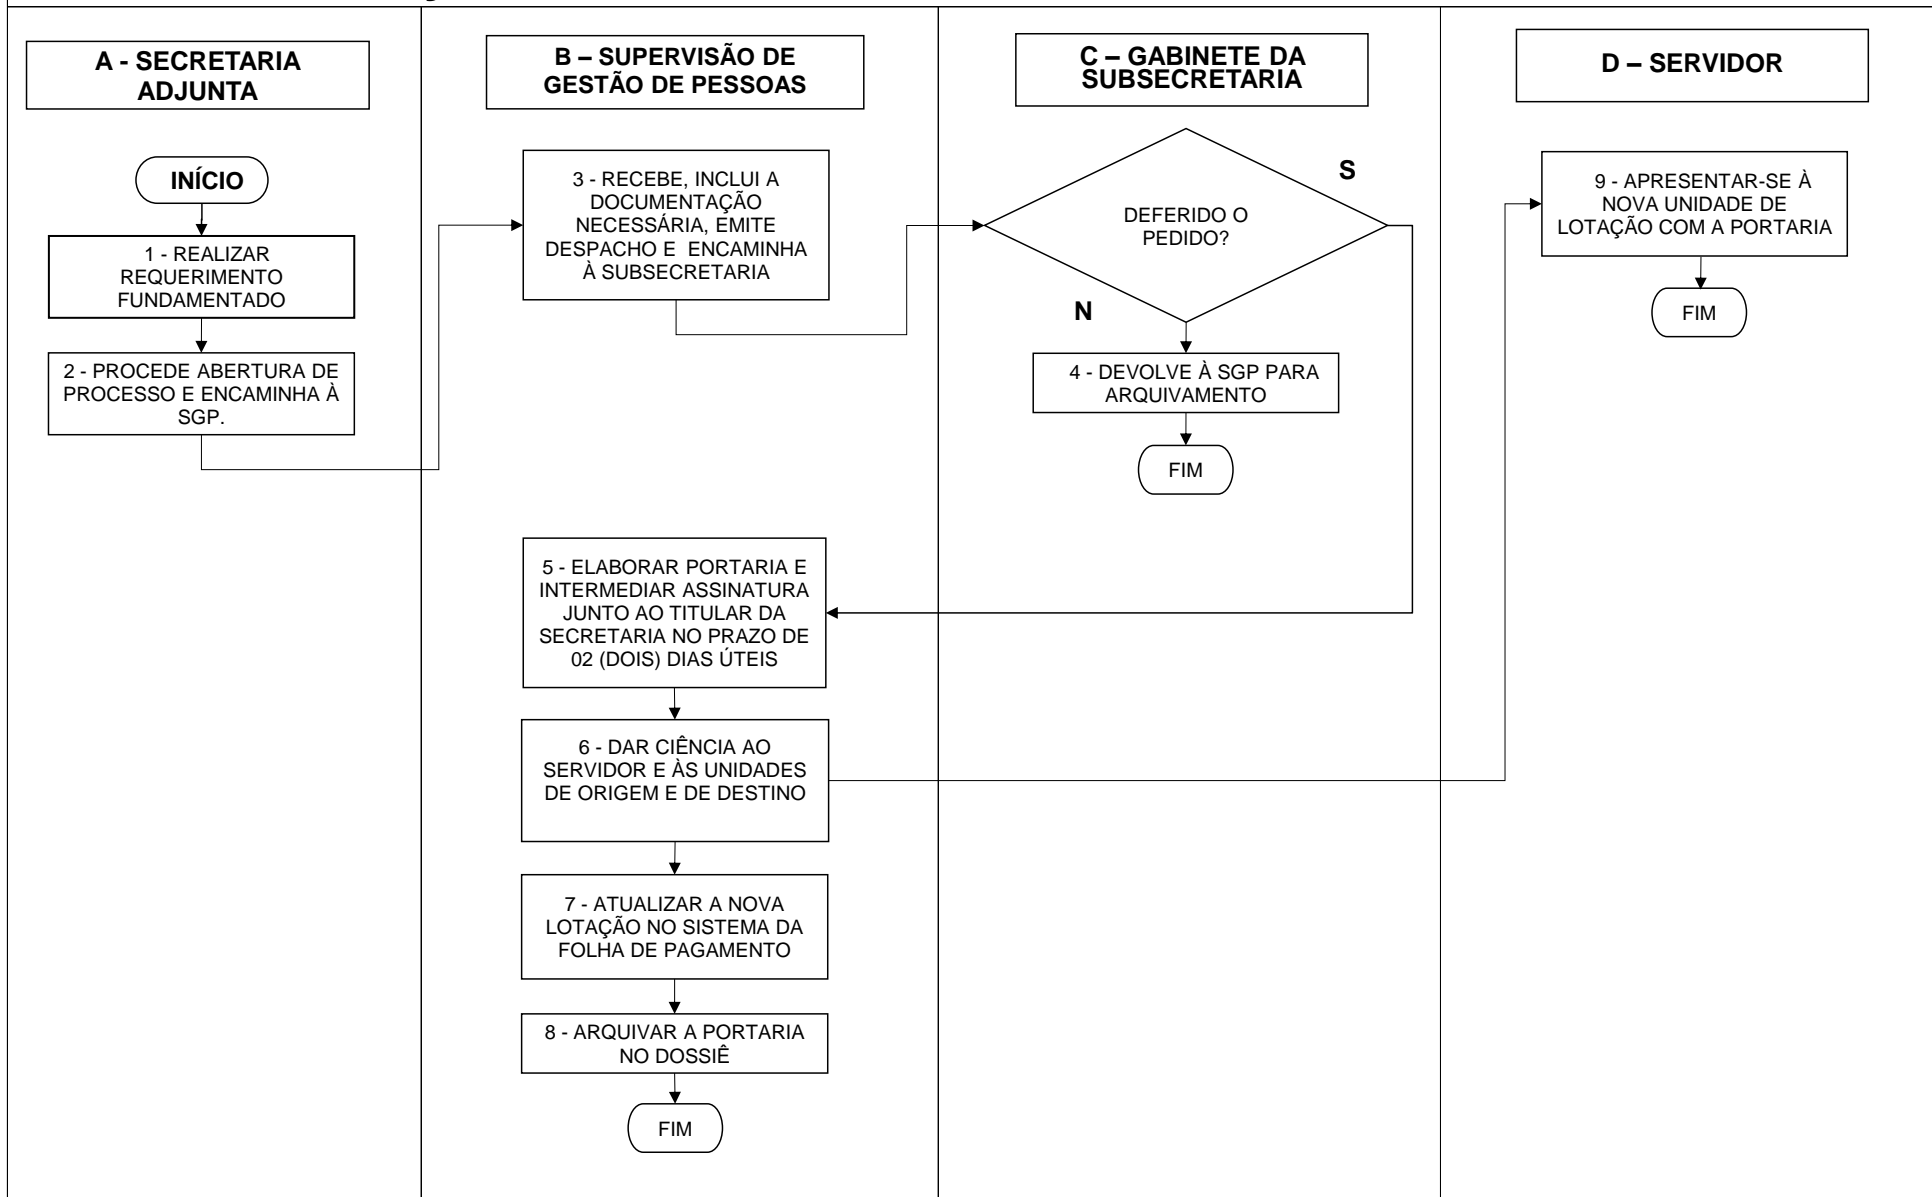 A - SECRETARIA
ADJUNTA
B – SUPERVISÃO DE
GESTÃO DE PESSOAS
C – GABINETE DA
SUBSECRETARIA
D – SERVIDOR
INÍCIO
1 - REALIZAR
REQUERIMENTO
FUNDAMENTADO
2 - PROCEDE ABERTURA DE
PROCESSO E ENCAMINHA À
SGP.
3 - RECEBE, INCLUI A
DOCUMENTAÇÃO
NECESSÁRIA, EMITE
DESPACHO E ENCAMINHA
À SUBSECRETARIA
DEFERIDO O
PEDIDO?
S
N
4 - DEVOLVE À SGP PARA
ARQUIVAMENTO
FIM
5 - ELABORAR PORTARIA E
INTERMEDIAR ASSINATURA
JUNTO AO TITULAR DA
SECRETARIA NO PRAZO DE
02 (DOIS) DIAS ÚTEIS
6 - DAR CIÊNCIA AO
SERVIDOR E ÀS UNIDADES
DE ORIGEM E DE DESTINO
7 - ATUALIZAR A NOVA
LOTAÇÃO NO SISTEMA DA
FOLHA DE PAGAMENTO
8 - ARQUIVAR A PORTARIA
NO DOSSIÊ
FIM
9 - APRESENTAR-SE À
NOVA UNIDADE DE
LOTAÇÃO COM A PORTARIA
FIM